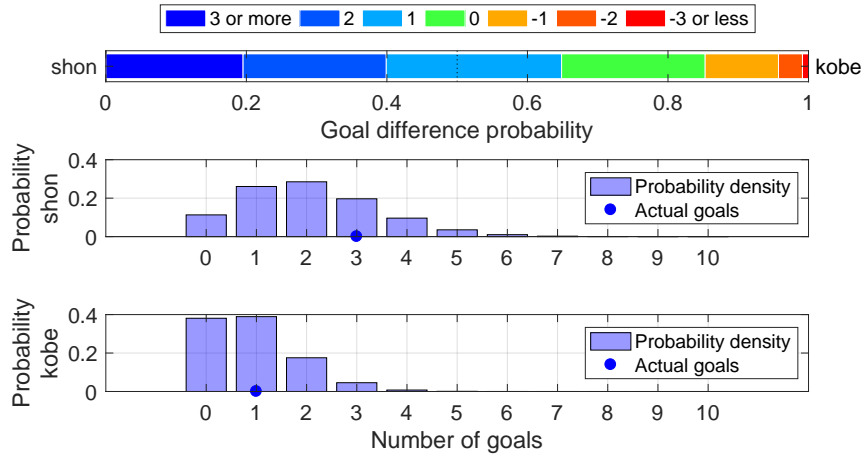 3 or more 2 1 0 -1 -2 -3 or less
shon kobe
0 0.2 0.4 0.6 0.8 1
Goal difference probability
Probability
shon
0.4
0.2
0
Probability density
Actual goals
0 1 2 3 4 5 6 7 8 9 10
Probability
kobe
0.4
0.2
0
Probability density
Actual goals
0 1 2 3 4 5 6 7 8 9 10
Number of goals